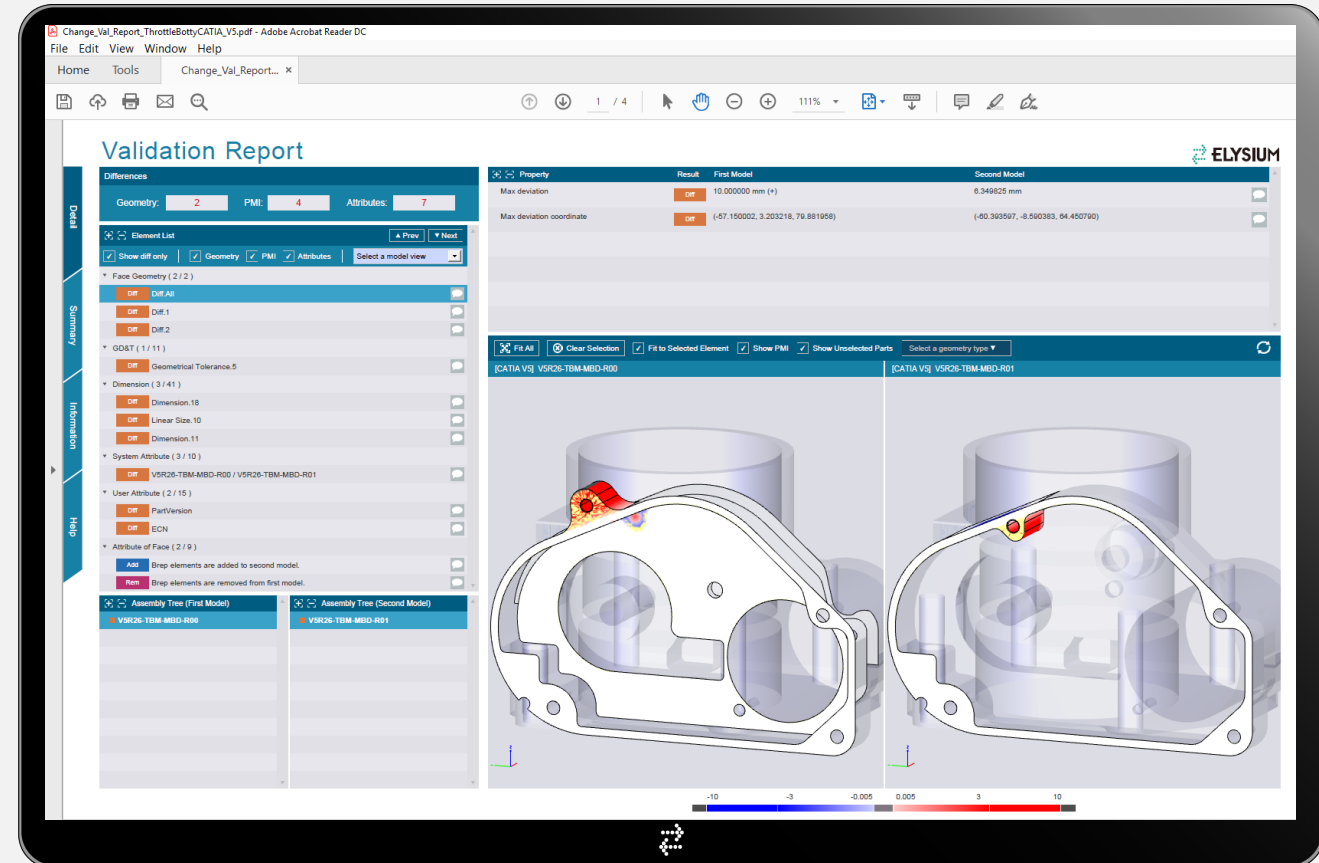 Change_Val_Report_ThrottleBottyCATIA_V5.pdf - Adobe Acrobat Reader DC
File Edit View Window Help
Home Tools Change_Val_Report... ×
1 / 4 111%
Validation Report
ELYSIUM
Detail
Summary
Information
Help
Differences
Geometry: 2 PMI: 4 Attributes: 7
Element List ▲ Prev ▼ Next
Show diff only Geometry PMI Attributes Select a model view
Face Geometry ( 2 / 2 )
Diff Diff.All
Diff Diff.1
Diff Diff.2
GD&T ( 1 / 11 )
Diff Geometrical Tolerance.5
Dimension ( 3 / 41 )
Diff Dimension.18
Diff Linear Size.10
Diff Dimension.11
System Attribute ( 3 / 10 )
Diff V5R26-TBM-MBD-R00 / V5R26-TBM-MBD-R01
User Attribute ( 2 / 15 )
Diff PartVersion
Diff ECN
Attribute of Face ( 2 / 9 )
Add Brep elements are added to second model.
Rem Brep elements are removed from first model.
Assembly Tree (First Model) Assembly Tree (Second Model)
V5R26-TBM-MBD-R00 V5R26-TBM-MBD-R01
Property Result First Model Second Model
Max deviation Diff 10.000000 mm (+) 6.349825 mm
Max deviation coordinate Diff (-57.150002, 3.203218, 79.881958) (-60.393597, -8.590383, 64.450790)
Fit All Clear Selection Fit to Selected Element Show PMI Show Unselected Parts Select a geometry type ▼
[CATIA V5] V5R26-TBM-MBD-R00 [CATIA V5] V5R26-TBM-MBD-R01
-10 -3 -0.005 0.005 3 10